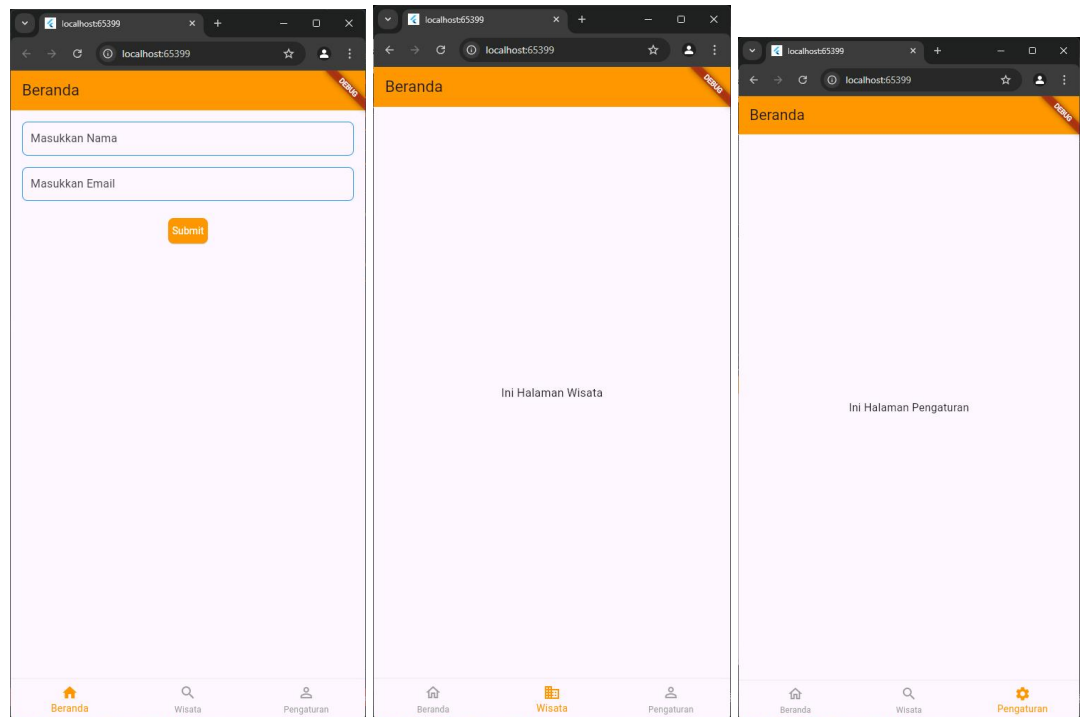 localhost:65399
localhost:65399
Beranda
DEBUG
Masukkan Nama
Masukkan Email
Submit
Beranda
Wisata
Pengaturan
localhost:65399
localhost:65399
Beranda
DEBUG
Ini Halaman Wisata
Beranda
Wisata
Pengaturan
localhost:65399
localhost:65399
Beranda
DEBUG
Ini Halaman Pengaturan
Beranda
Wisata
Pengaturan